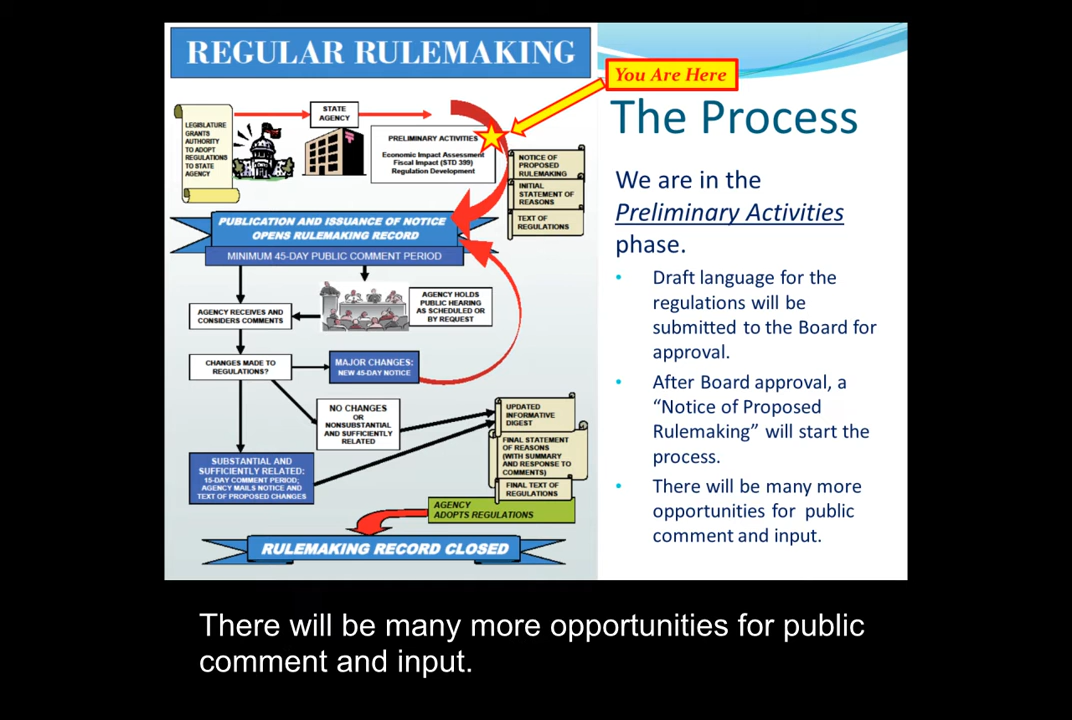 REGULAR RULEMAKING
You Are Here
The Process
We are in the
Preliminary Activities
phase.
• Draft language for the
regulations will be
submitted to the Board for
approval.
• After Board approval, a
“Notice of Proposed
Rulemaking” will start the
process.
• There will be many more
opportunities for public
comment and input.
LEGISLATURE
GRANTS
AUTHORITY
TO ADOPT
REGULATIONS
TO STATE
AGENCY
STATE
AGENCY
PRELIMINARY ACTIVITIES
Economic Impact Assessment
Fiscal Impact (STD 399)
Regulation Development
NOTICE OF
PROPOSED
RULEMAKING
INITIAL
STATEMENT OF
REASONS
TEXT OF
REGULATIONS
PUBLICATION AND ISSUANCE OF NOTICE
OPENS RULEMAKING RECORD
MINIMUM 45-DAY PUBLIC COMMENT PERIOD
AGENCY RECEIVES AND
CONSIDERS COMMENTS
AGENCY HOLDS
PUBLIC HEARING
AS SCHEDULED OR
BY REQUEST
CHANGES MADE TO
REGULATIONS?
MAJOR CHANGES:
NEW 45-DAY NOTICE
NO CHANGES
OR
NONSUBSTANTIAL
AND SUFFICIENTLY
RELATED
SUBSTANTIAL AND
SUFFICIENTLY RELATED:
15-DAY COMMENT PERIOD;
AGENCY MAILS NOTICE AND
TEXT OF PROPOSED CHANGES
UPDATED
INFORMATIVE
DIGEST
FINAL STATEMENT
OF REASONS
(WITH SUMMARY
AND RESPONSE TO
COMMENTS)
FINAL TEXT OF
REGULATIONS
AGENCY
ADOPTS REGULATIONS
RULEMAKING RECORD CLOSED
There will be many more opportunities for public
comment and input.